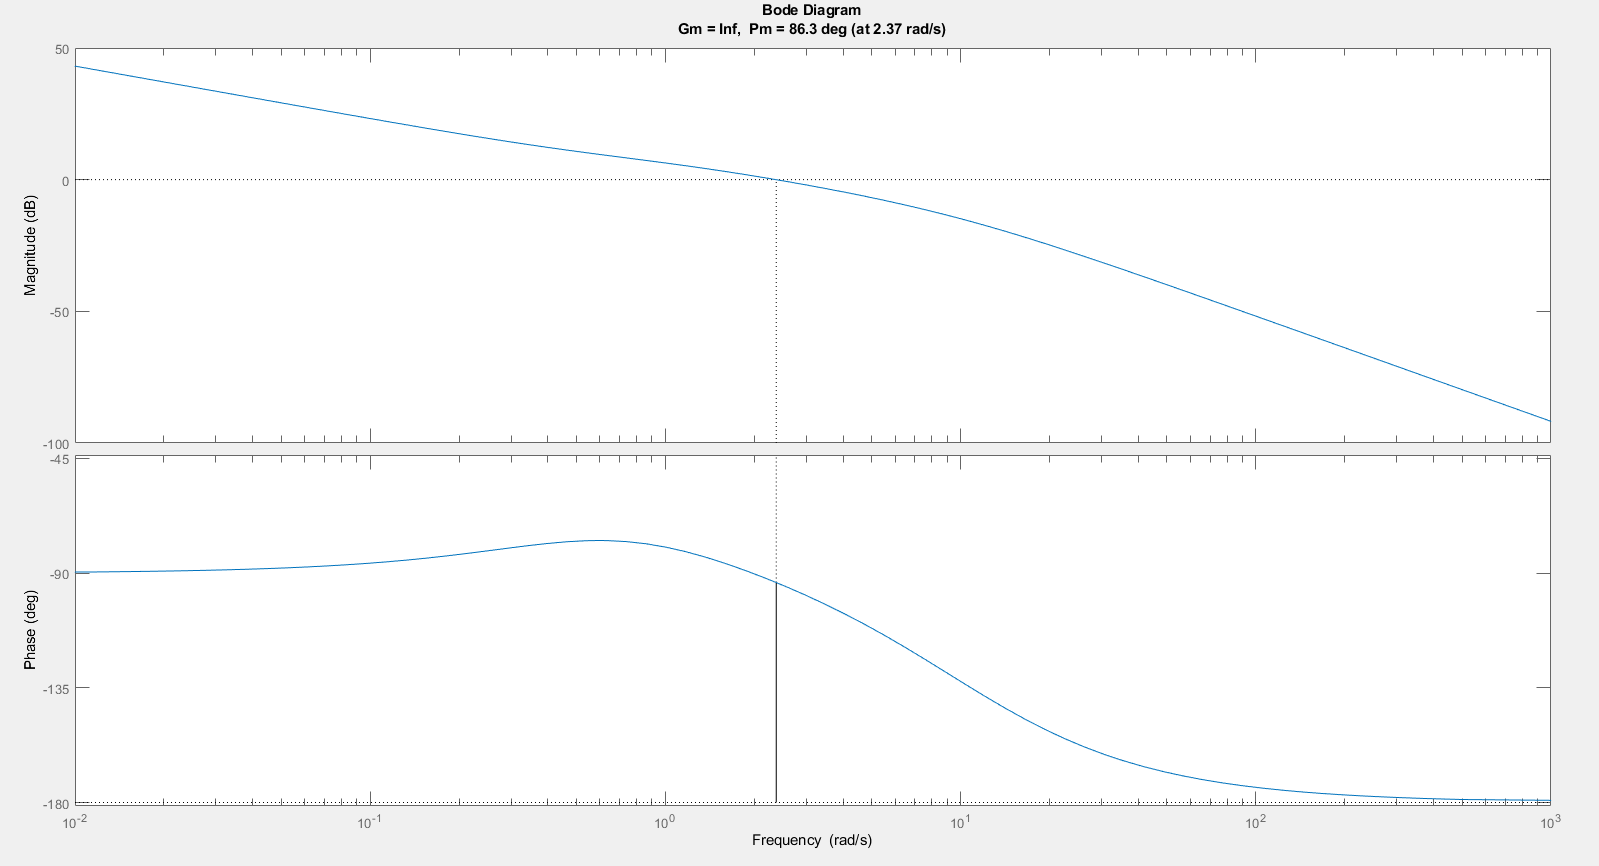 Bode Diagram
Gm = Inf,  Pm = 86.3 deg (at 2.37 rad/s)
50
0
-50
-100
Magnitude (dB)
-45
-90
-135
-180
Phase (deg)
10^-2 10^-1 10^0 10^1 10^2 10^3
Frequency (rad/s)